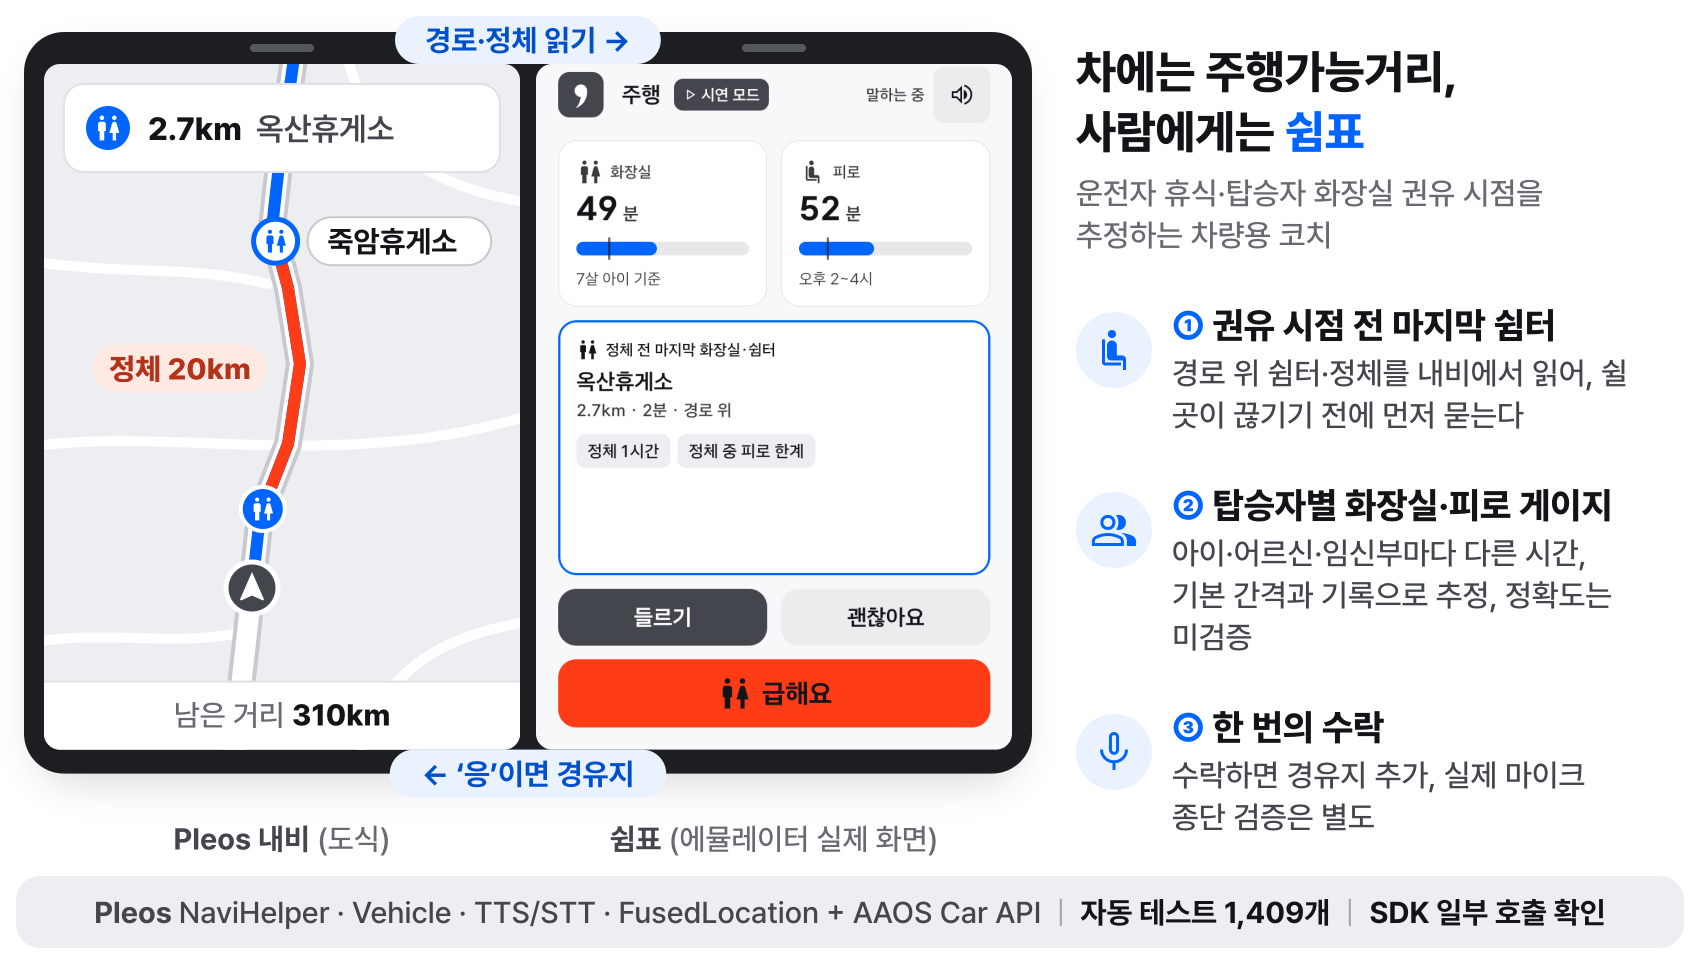 경로·정체 읽기 →
2.7km 옥산휴게소
죽암휴게소
정체 20km
남은 거리 310km
주행
▷ 시연 모드
말하는 중
화장실
49 분
7살 아이 기준
피로
52 분
오후 2~4시
정체 전 마지막 화장실·쉼터
옥산휴게소
2.7km · 2분 · 경로 위
정체 1시간
정체 중 피로 한계
들르기
괜찮아요
급해요
← ‘응’이면 경유지
Pleos 내비 (도식)
쉼표 (에뮬레이터 실제 화면)
차에는 주행가능거리,
사람에게는 쉼표
운전자 휴식·탑승자 화장실 권유 시점을
추정하는 차량용 코치
① 권유 시점 전 마지막 쉼터
경로 위 쉼터·정체를 내비에서 읽어, 쉴
곳이 끊기기 전에 먼저 묻는다
② 탑승자별 화장실·피로 게이지
아이·어르신·임신부마다 다른 시간,
기본 간격과 기록으로 추정, 정확도는
미검증
③ 한 번의 수락
수락하면 경유지 추가, 실제 마이크
종단 검증은 별도
Pleos NaviHelper · Vehicle · TTS/STT · FusedLocation + AAOS Car API | 자동 테스트 1,409개 | SDK 일부 호출 확인